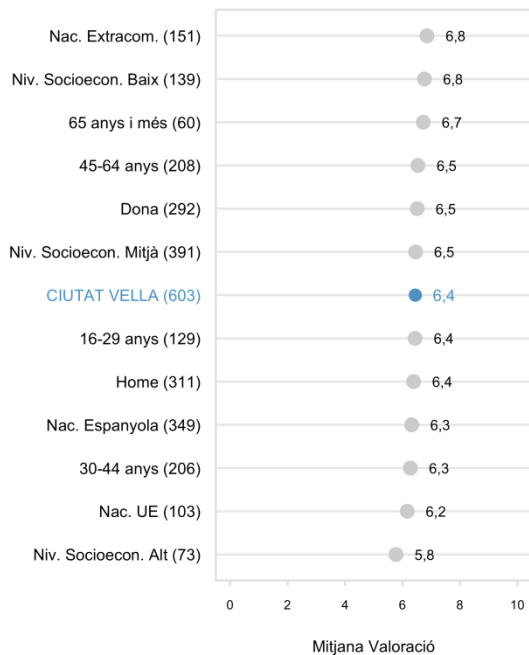 Nac. Extracom. (151) 6,8
Niv. Socioecon. Baix (139) 6,8
65 anys i més (60) 6,7
45-64 anys (208) 6,5
Dona (292) 6,5
Niv. Socioecon. Mitjà (391) 6,5
CIUTAT VELLA (603) 6,4
16-29 anys (129) 6,4
Home (311) 6,4
Nac. Espanyola (349) 6,3
30-44 anys (206) 6,3
Nac. UE (103) 6,2
Niv. Socioecon. Alt (73) 5,8
0 2 4 6 8 10
Mitjana Valoració